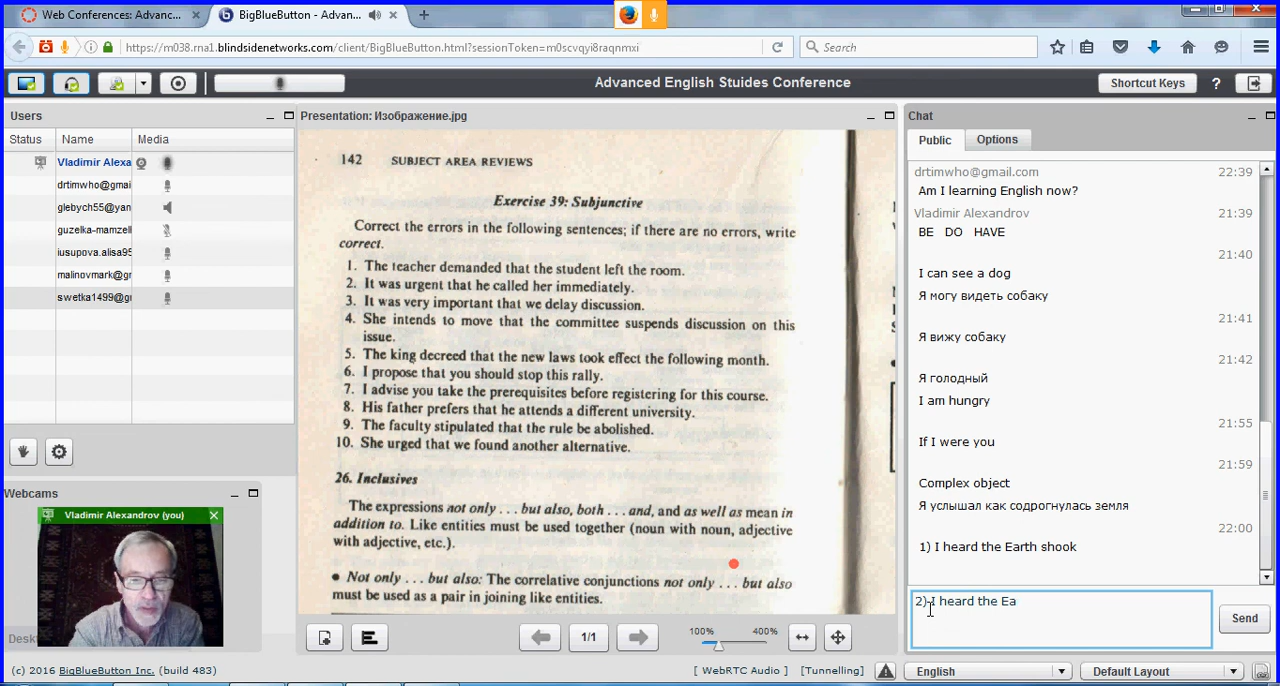 Web Conferences: Advanc...
BigBlueButton - Advan...
https://m038.rna1.blindsidenetworks.com/client/BigBlueButton.html?sessionToken=m0scvqyi8raqnmxi
Search
Advanced English Stuides Conference
Shortcut Keys
?
Users
Status Name Media
Vladimir Alexa
drtimwho@gmai
glebych55@yan
guzelka-mamzell
iusupova.alisa95
malinovmark@gr
swetka1499@g
Webcams
Vladimir Alexandrov (you)
Desk
Presentation: Изображение.jpg
142 SUBJECT AREA REVIEWS
Exercise 39: Subjunctive
Correct the errors in the following sentences; if there are no errors, write
correct.
1. The teacher demanded that the student left the room.
2. It was urgent that he called her immediately.
3. It was very important that we delay discussion.
4. She intends to move that the committee suspends discussion on this
issue.
5. The king decreed that the new laws took effect the following month.
6. I propose that you should stop this rally.
7. I advise you take the prerequisites before registering for this course.
8. His father prefers that he attends a different university.
9. The faculty stipulated that the rule be abolished.
10. She urged that we found another alternative.
26. Inclusives
The expressions not only . . . but also, both . . . and, and as well as mean in
addition to. Like entities must be used together (noun with noun, adjective
with adjective, etc.).
● Not only . . . but also: The correlative conjunctions not only . . . but also
must be used as a pair in joining like entities.
1/1
100% 400%
Chat
Public Options
drtimwho@gmail.com 22:39
Am I learning English now?
Vladimir Alexandrov 21:39
BE DO HAVE
21:40
I can see a dog
Я могу видеть собаку
21:41
Я вижу собаку
21:42
Я голодный
I am hungry
21:55
If I were you
21:59
Complex object
Я услышал как содрогнулась земля
22:00
1) I heard the Earth shook
2) I heard the Ea
Send
(c) 2016 BigBlueButton Inc. (build 483)
[ WebRTC Audio ] [Tunnelling]
English
Default Layout